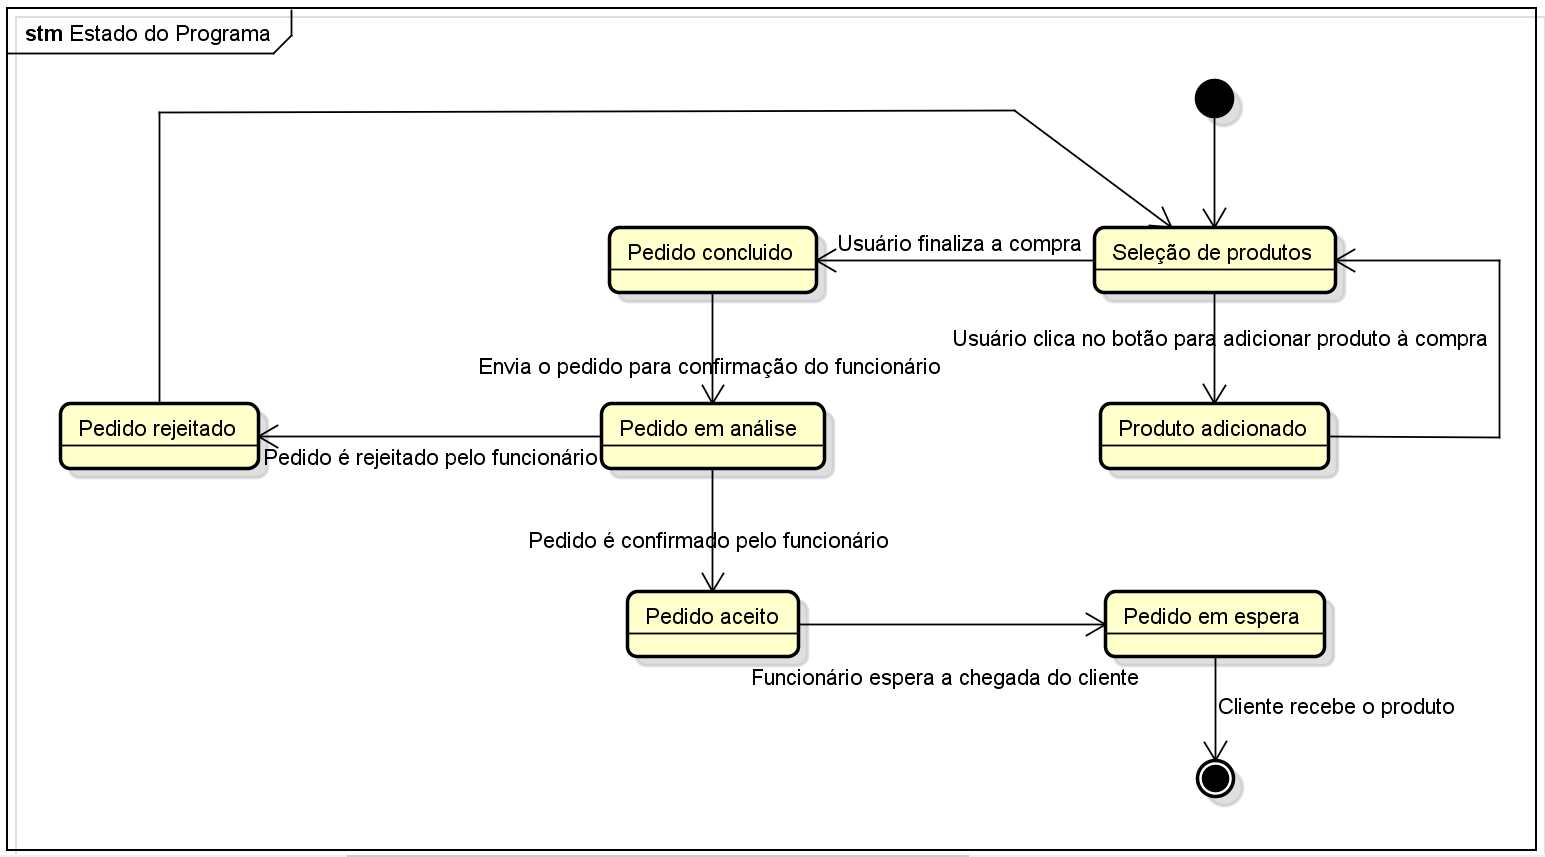 stm Estado do Programa
Pedido concluido
Usuário finaliza a compra
Seleção de produtos
Usuário clica no botão para adicionar produto à compra
Envia o pedido para confirmação do funcionário
Pedido rejeitado
Pedido em análise
Produto adicionado
Pedido é rejeitado pelo funcionário
Pedido é confirmado pelo funcionário
Pedido aceito
Pedido em espera
Funcionário espera a chegada do cliente
Cliente recebe o produto